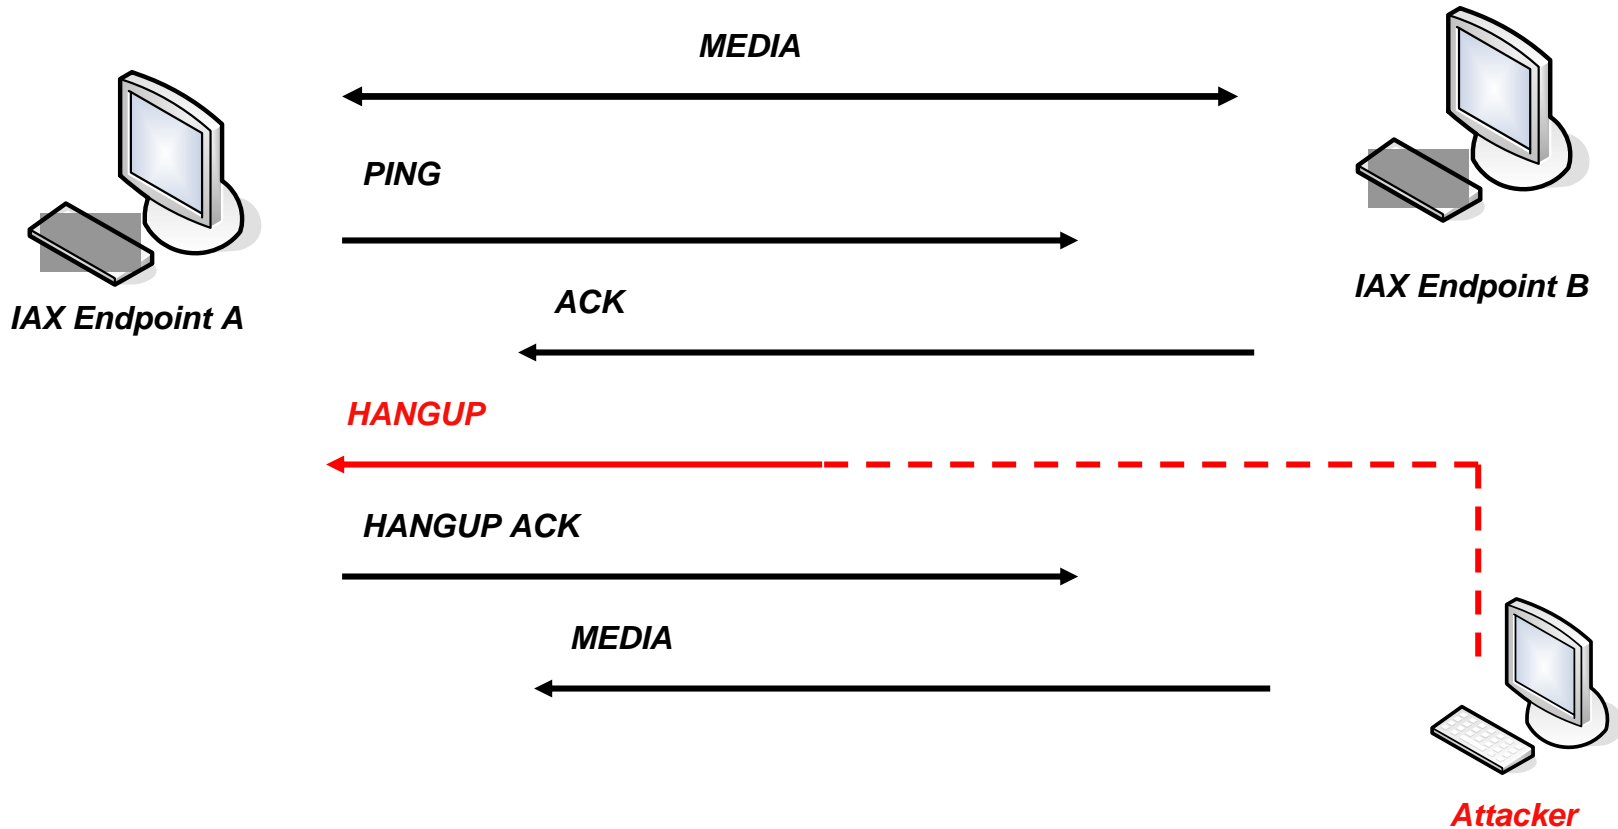 MEDIA
PING
IAX Endpoint B
ACK
IAX Endpoint A
HANGUP
HANGUP ACK
MEDIA
Attacker